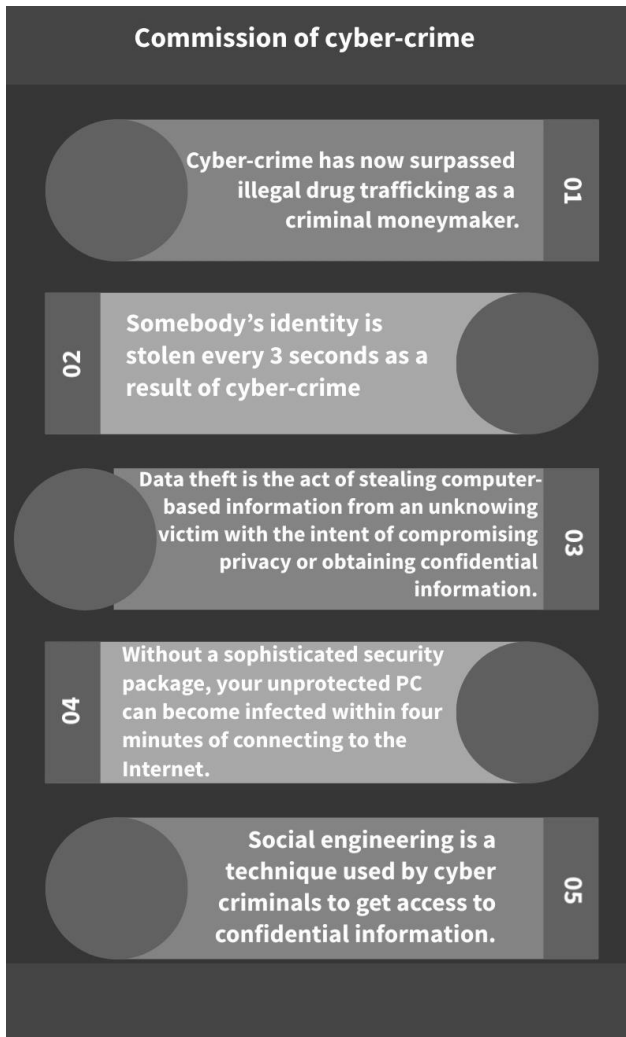 Commission of cyber-crime
Cyber-crime has now surpassed
illegal drug trafficking as a
criminal moneymaker.
01
Somebody’s identity is
stolen every 3 seconds as a
result of cyber-crime
02
Data theft is the act of stealing computer-
based information from an unknowing
victim with the intent of compromising
privacy or obtaining confidential
information.
03
Without a sophisticated security
package, your unprotected PC
can become infected within four
minutes of connecting to the
Internet.
04
Social engineering is a
technique used by cyber
criminals to get access to
confidential information.
05